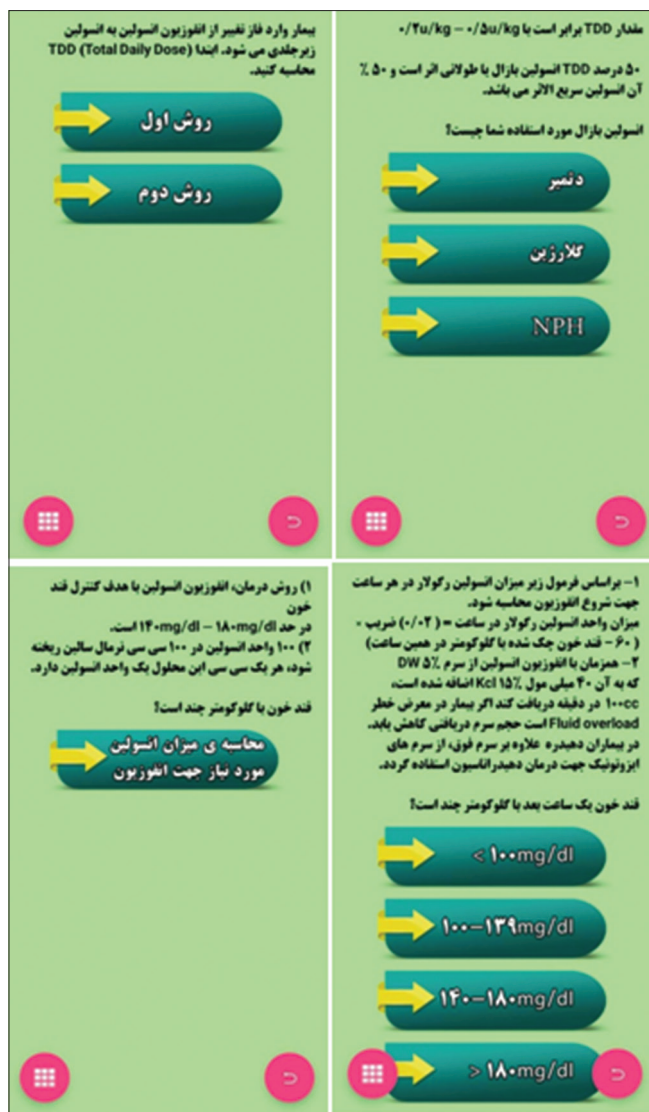 بیمار وارد فاز تغییر از انفوزیون انسولین به انسولین
زیرجلدی می شود. ابتدا TDD (Total Daily Dose)
محاسبه کنید.
روش اول
روش دوم
مقدار TDD برابر است با ۰/۲u/kg – ۰/۵u/kg
۵۰ درصد TDD انسولین بازال یا طولانی اثر است و ۵۰ ٪
آن انسولین سریع الاثر می باشد.
انسولین بازال مورد استفاده شما چیست؟
دتمیر
گلارژین
NPH
۱) روش درمان، انفوزیون انسولین با هدف کنترل قند
خون
در حد ۱۴۰mg/dl – ۱۸۰mg/dl است.
۲) ۱۰۰ واحد انسولین در ۱۰۰ سی سی نرمال سالین ریخته
شود، هر یک سی سی این محلول یک واحد انسولین دارد.
قند خون با گلوکومتر چند است؟
محاسبه ی میزان انسولین
مورد نیاز جهت انفوزیون
۱- براساس فرمول زیر میزان انسولین رگولار در هر ساعت
جهت شروع انفوزیون محاسبه شود.
میزان واحد انسولین رگولار در ساعت = (۰/۰۲) ضریب ×
(۶۰ - قند خون چک شده با گلوکومتر در همین ساعت)
۲- همزمان با انفوزیون انسولین از سرم DW ۵٪
که به آن ۴۰ میلی مول Kcl ۱۵٪ اضافه شده است،
۱۰۰cc در دقیقه دریافت کند اگر بیمار در معرض خطر
Fluid overload است حجم سرم دریافتی کاهش یابد.
در بیماران دهیدره علاوه بر سرم فوق، از سرم های
ایزوتونیک جهت درمان دهیدراتاسیون استفاده گردد.
قند خون یک ساعت بعد با گلوکومتر چند است؟
< ۱۰۰mg/dl
۱۰۰-۱۳۹mg/dl
۱۴۰-۱۸۰mg/dl
> ۱۸۰mg/dl